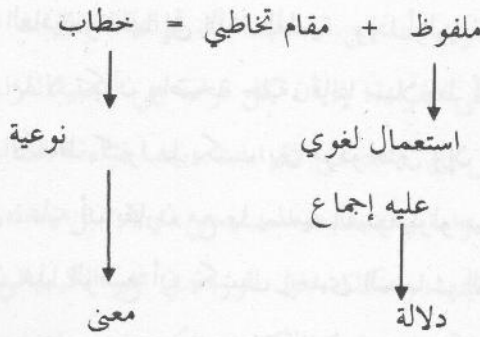 ملفوظ + مقام تخاطبي = خطاب
استعمال لغوي نوعية
عليه إجماع
دلالة معنى